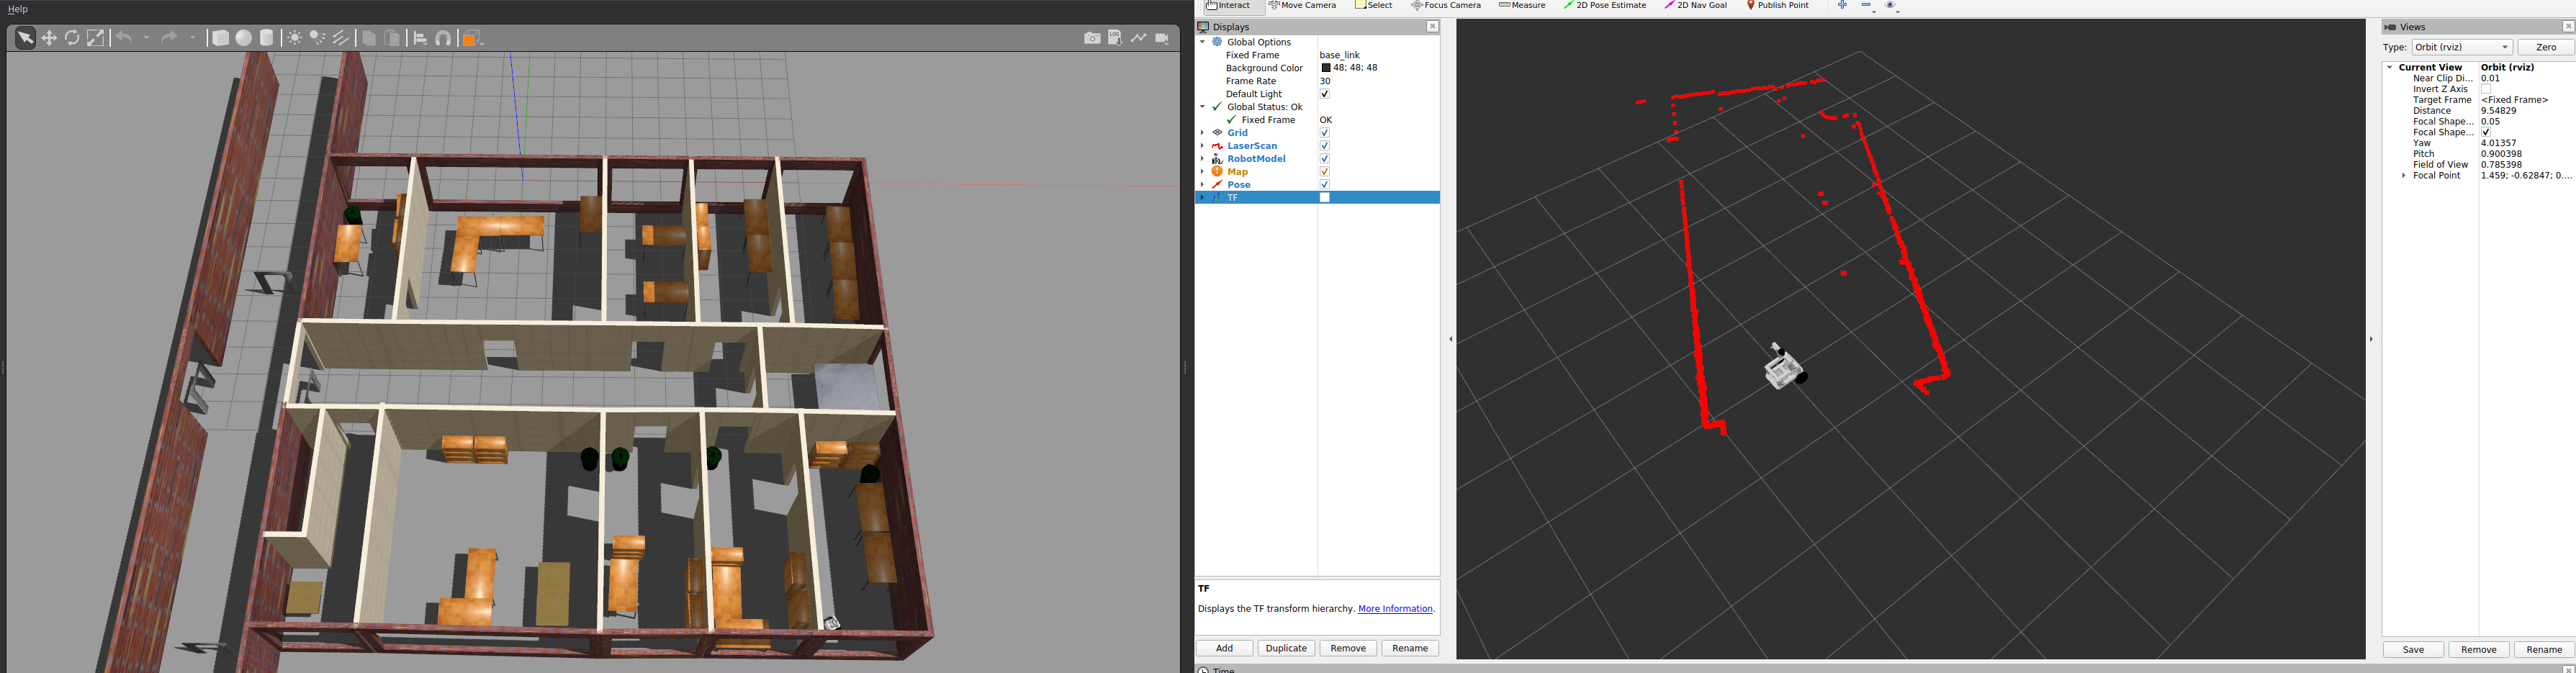 Help
LOG
Interact Move Camera Select Focus Camera Measure 2D Pose Estimate 2D Nav Goal Publish Point
Displays
Global Options
Fixed Frame base_link
Background Color 48; 48; 48
Frame Rate 30
Default Light ✓
Global Status: Ok
Fixed Frame OK
Grid
LaserScan
RobotModel
Map
Pose
TF
TF
Displays the TF transform hierarchy. More Information.
Add Duplicate Remove Rename
Time
Views
Type: Orbit (rviz) Zero
Current View Orbit (rviz)
Near Clip Di... 0.01
Invert Z Axis
Target Frame <Fixed Frame>
Distance 9.54829
Focal Shape... 0.05
Focal Shape... ✓
Yaw 4.01357
Pitch 0.900398
Field of View 0.785398
Focal Point 1.459; -0.62847; 0....
Save Remove Rename